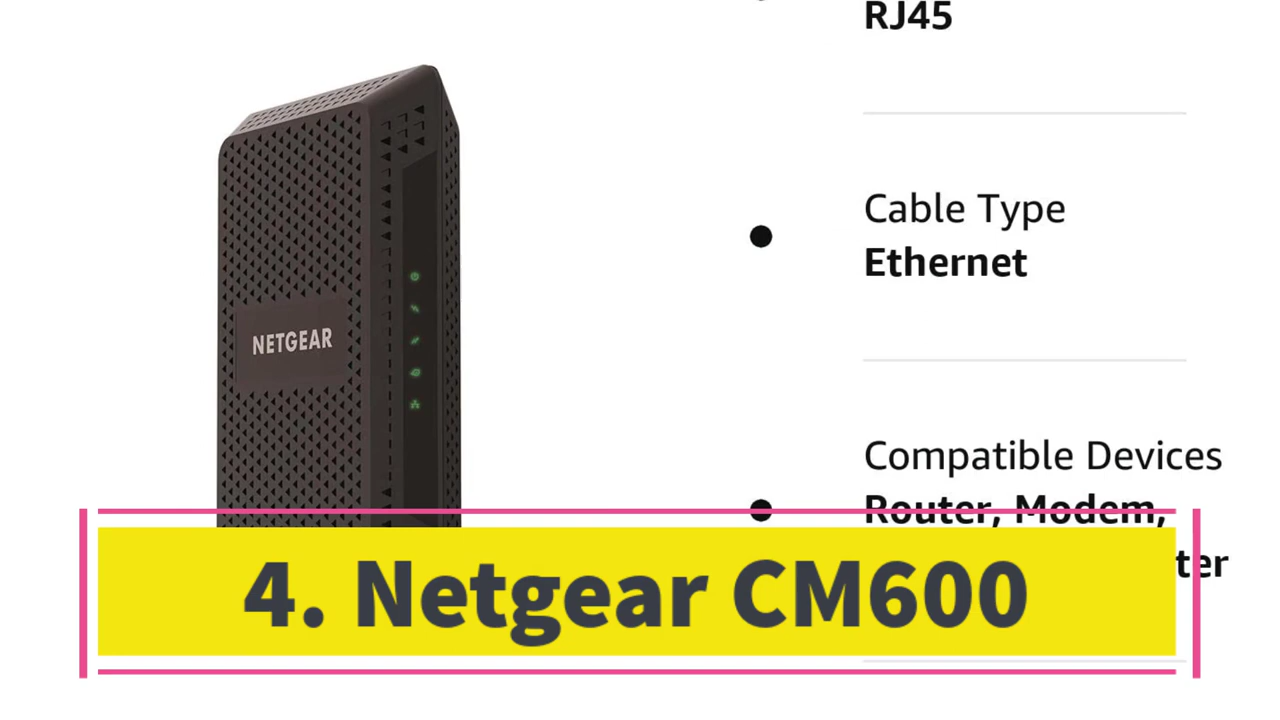 RJ45
Cable Type
Ethernet
Compatible Devices
Router, Modem,
NETGEAR
4. Netgear CM600